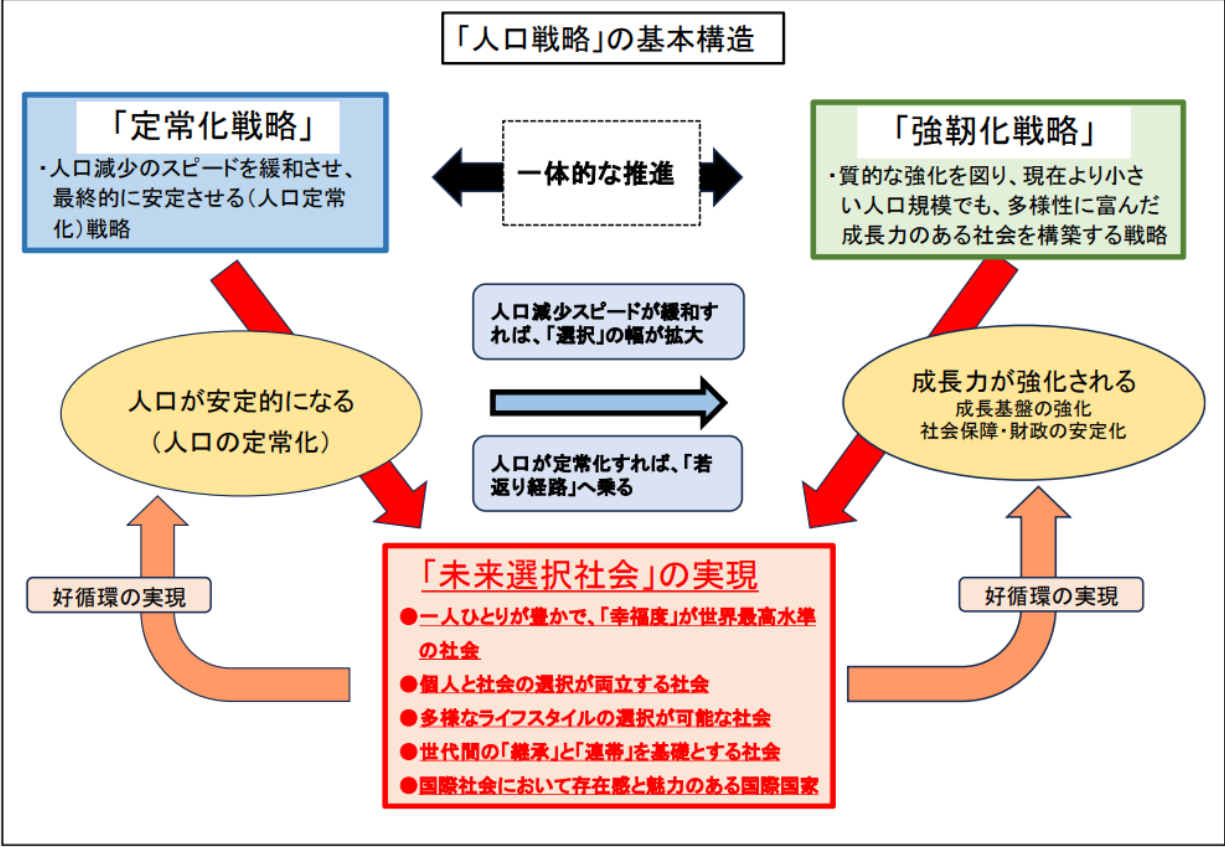 「人口戦略」の基本構造
「定常化戦略」
・人口減少のスピードを緩和させ、
最終的に安定させる(人口定常
化)戦略
一体的な推進
「強靭化戦略」
・質的な強化を図り、現在より小さ
い人口規模でも、多様性に富んだ
成長力のある社会を構築する戦略
人口減少スピードが緩和す
れば、「選択」の幅が拡大
人口が安定的になる
(人口の定常化)
成長力が強化される
成長基盤の強化
社会保障・財政の安定化
人口が定常化すれば、「若
返り経路」へ乗る
「未来選択社会」の実現
●一人ひとりが豊かで、「幸福度」が世界最高水準
の社会
●個人と社会の選択が両立する社会
●多様なライフスタイルの選択が可能な社会
●世代間の「継承」と「連帯」を基礎とする社会
●国際社会において存在感と魅力のある国際国家
好循環の実現
好循環の実現